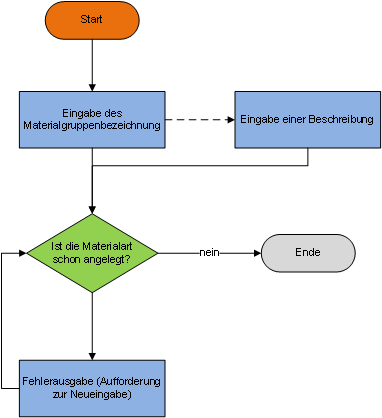 Start
Eingabe des
Materialgruppenbezeichnung
Eingabe einer Beschreibung
Ist die Materialart
schon angelegt?
nein
Ende
Fehlerausgabe (Aufforderung
zur Neueingabe)